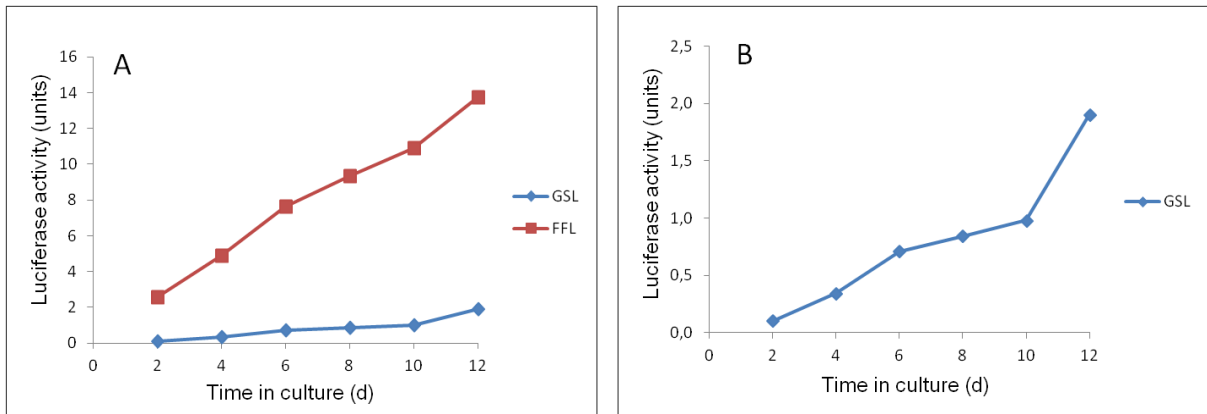 A
Luciferase activity (units)
16
14
12
10
8
6
4
2
0
0 2 4 6 8 10 12
Time in culture (d)
GSL
FFL
B
Luciferase activity (units)
2,5
2,0
1,5
1,0
0,5
0,0
0 2 4 6 8 10 12
Time in culture (d)
GSL